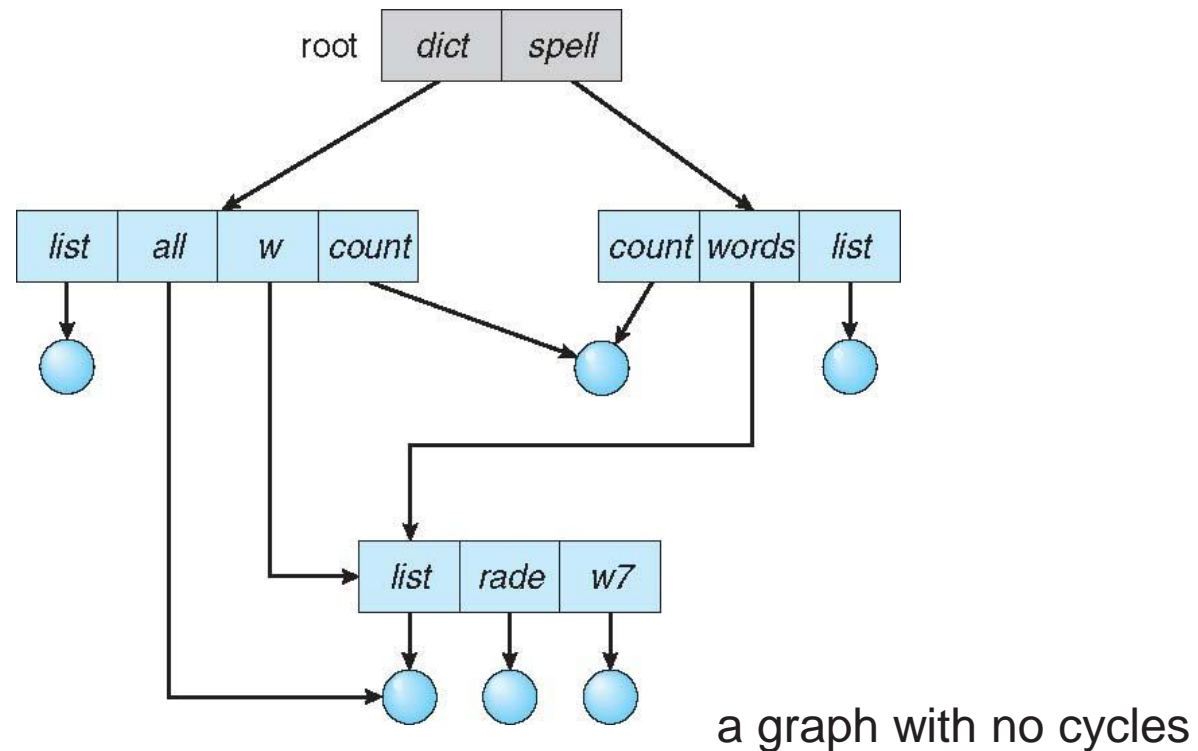 root dict spell
list all w count count words list
list rade w7
a graph with no cycles